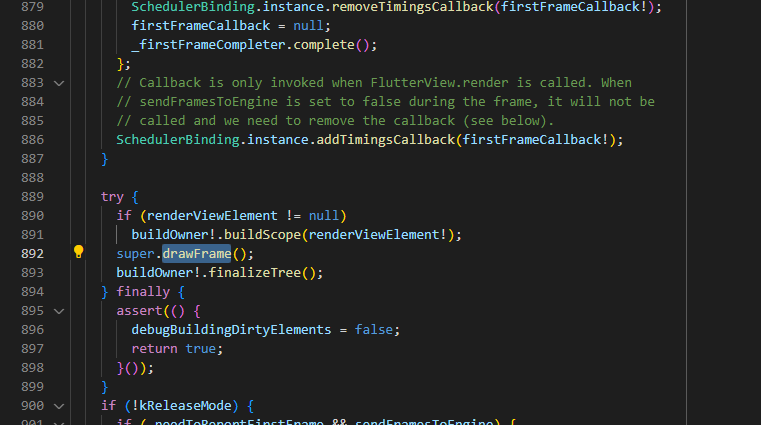 879 SchedulerBinding.instance.removeTimingsCallback(firstFrameCallback!);
880 firstFrameCallback = null;
881 _firstFrameCompleter.complete();
882 };
883 // Callback is only invoked when FlutterView.render is called. When
884 // sendFramesToEngine is set to false during the frame, it will not be
885 // called and we need to remove the callback (see below).
886 SchedulerBinding.instance.addTimingsCallback(firstFrameCallback!);
887 }
888
889 try {
890 if (renderViewElement != null)
891 buildOwner!.buildScope(renderViewElement!);
892 super.drawFrame();
893 buildOwner!.finalizeTree();
894 } finally {
895 assert(() {
896 debugBuildingDirtyElements = false;
897 return true;
898 }());
899 }
900 if (!kReleaseMode) {
901 if (_needToReportFirstFrame && sendFramesToEngine) {